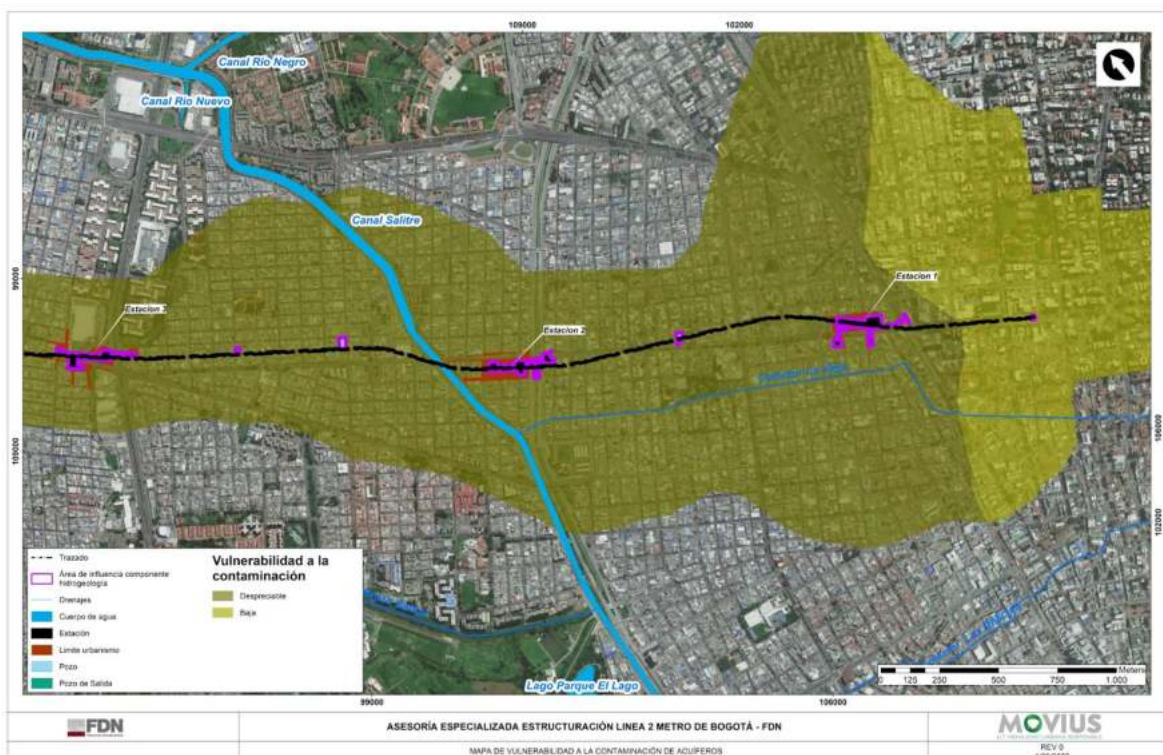 109000
102000
Canal Rio Negro
Canal Rio Nuevo
Canal Salitre
99000
Estacion 1
Estacion 3
Estacion 2
100000
106000
102000
Trazado
Área de influencia componente
hidrogeología
Drenajes
Cuerpo de agua
Estación
Limite urbanismo
Pozo
Pozo de Salida
Vulnerabilidad a la
contaminación
Despreciable
Baja
Meters
0 125 250 500 750 1.000
Lago Parque El Lago
99000
106000
FDN
ASESORÍA ESPECIALIZADA ESTRUCTURACIÓN LINEA 2 METRO DE BOGOTÁ - FDN
MAPA DE VULNERABILIDAD A LA CONTAMINACIÓN DE ACUÍFEROS
MOVIUS
REV 0